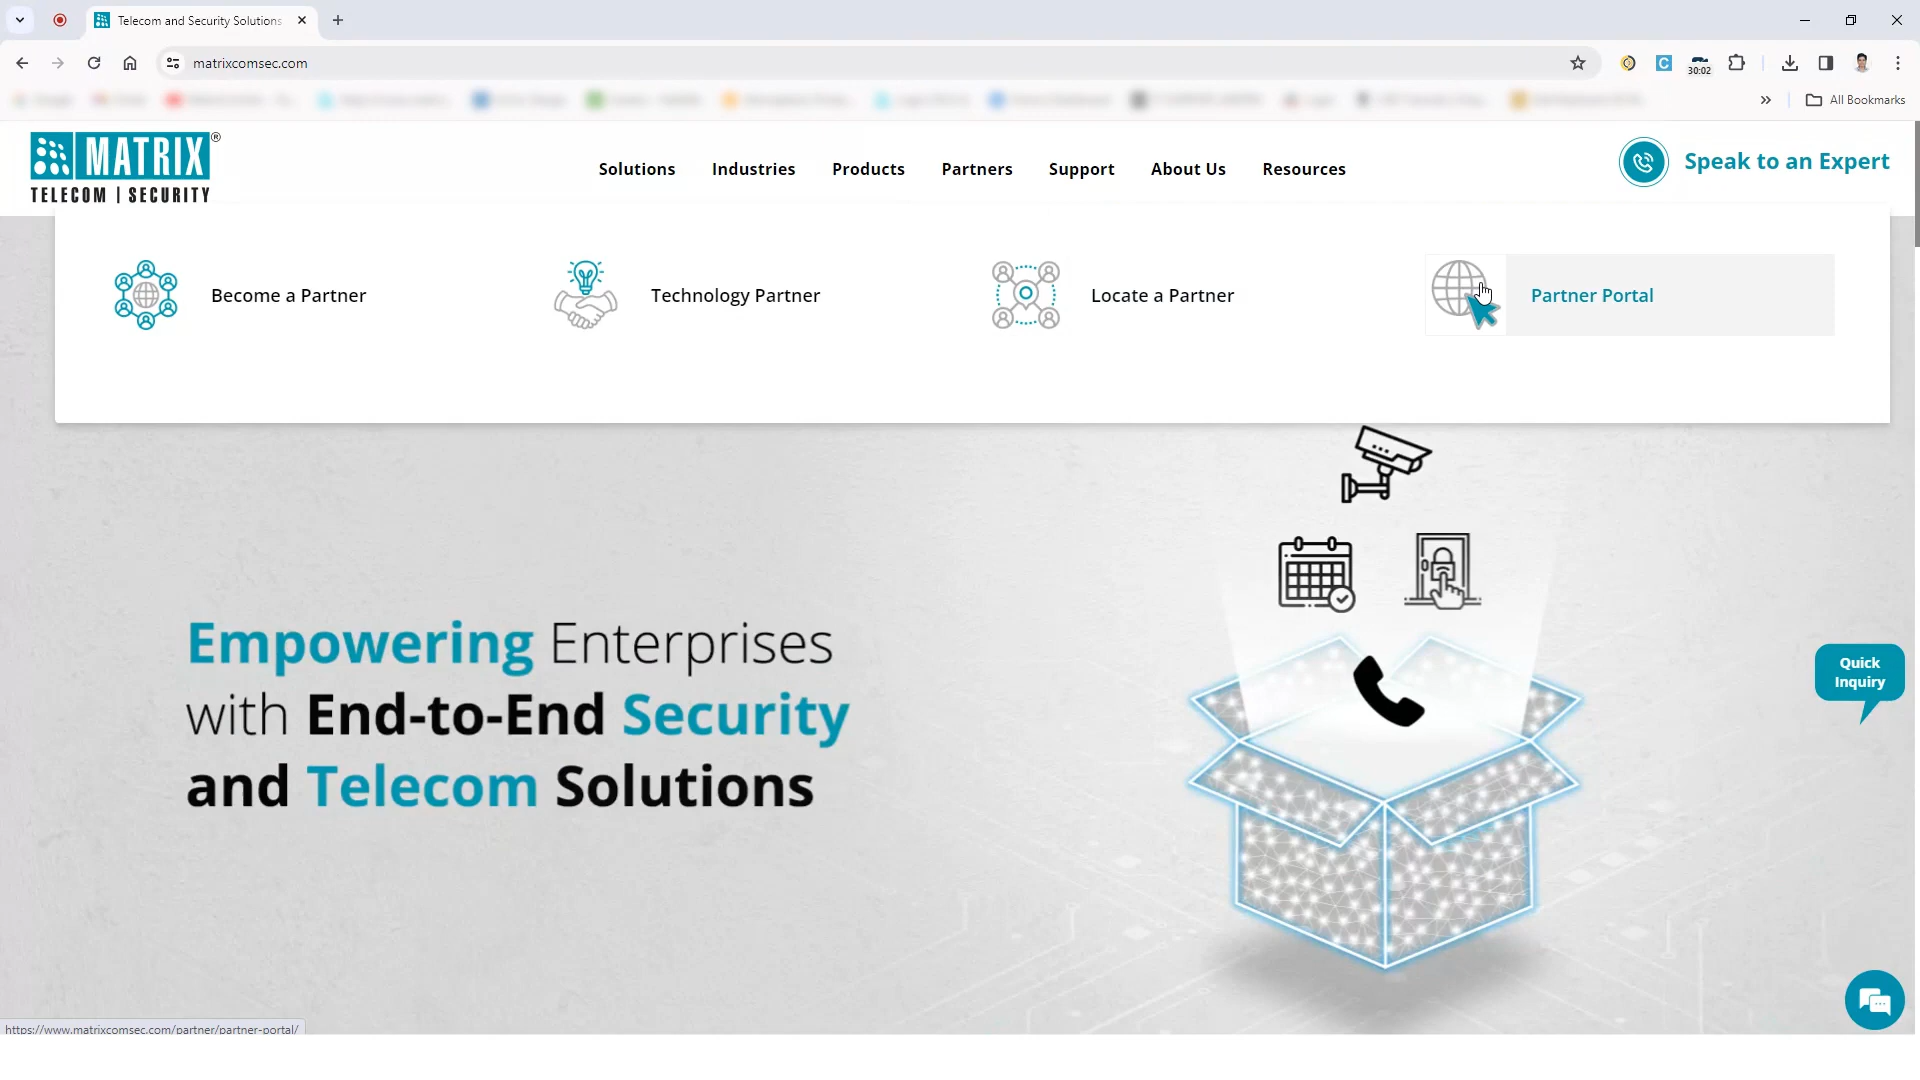 Telecom and Security Solutions
matrixcomsec.com
30:02
All Bookmarks
MATRIX®
TELECOM | SECURITY
Solutions
Industries
Products
Partners
Support
About Us
Resources
Speak to an Expert
Become a Partner
Technology Partner
Locate a Partner
Partner Portal
Empowering Enterprises
with End-to-End Security
and Telecom Solutions
Quick
Inquiry
https://www.matrixcomsec.com/partner/partner-portal/